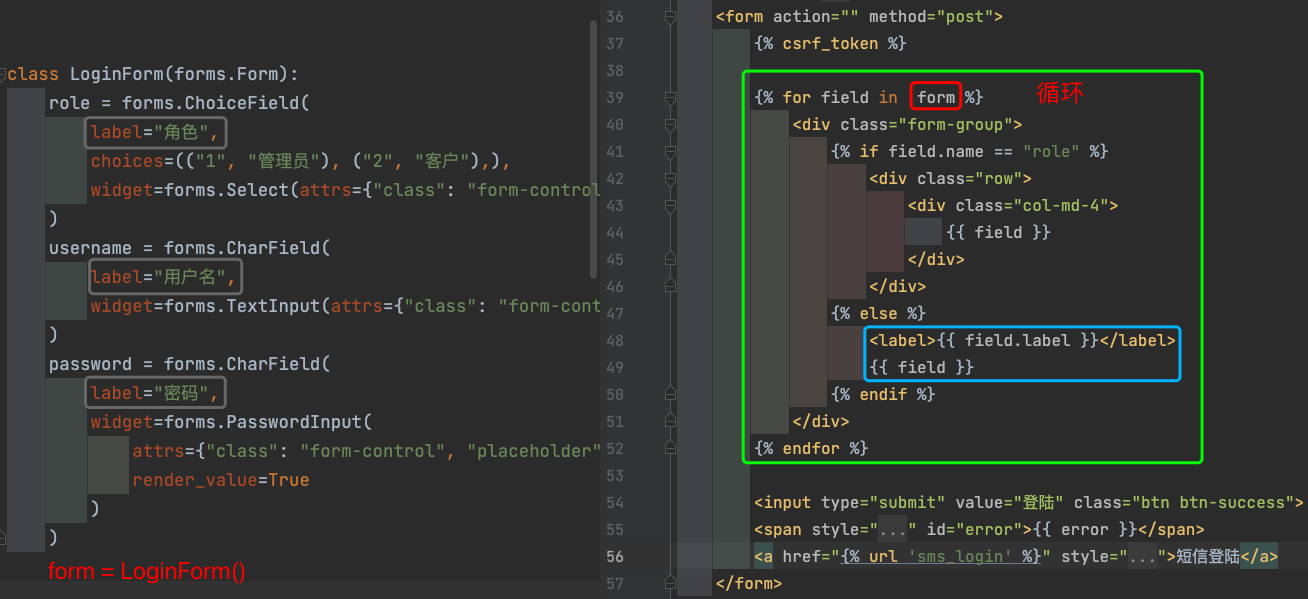 class LoginForm(forms.Form):
role = forms.ChoiceField(
label="角色",
choices=(("1", "管理员"), ("2", "客户"),),
widget=forms.Select(attrs={"class": "form-control
)
username = forms.CharField(
label="用户名",
widget=forms.TextInput(attrs={"class": "form-cont
)
password = forms.CharField(
label="密码",
widget=forms.PasswordInput(
attrs={"class": "form-control", "placeholder"
render_value=True
)
)
form = LoginForm()
36 <form action="" method="post">
37 {% csrf_token %}
38
39 {% for field in form %} 循环
40 <div class="form-group">
41 {% if field.name == "role" %}
42 <div class="row">
43 <div class="col-md-4">
44 {{ field }}
45 </div>
46 </div>
47 {% else %}
48 <label>{{ field.label }}</label>
49 {{ field }}
50 {% endif %}
51 </div>
52 {% endfor %}
53
54 <input type="submit" value="登陆" class="btn btn-success">
55 <span style="..." id="error">{{ error }}</span>
56 <a href="{% url 'sms_login' %}" style="...">短信登陆</a>
57 </form>